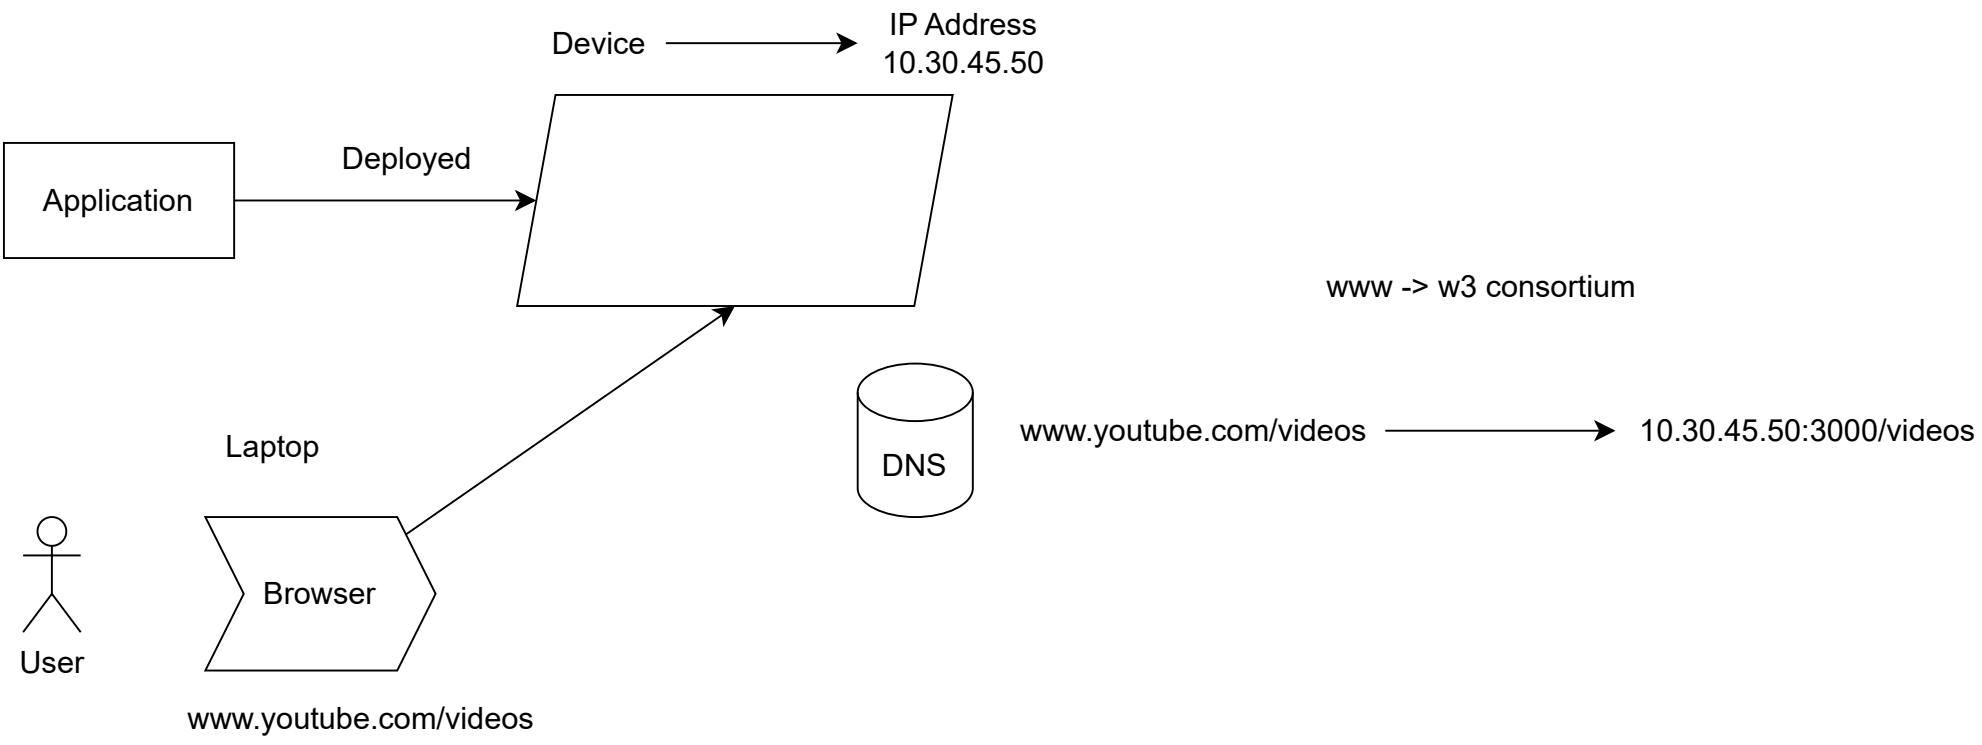 Device
IP Address
10.30.45.50
Deployed
Application
www -> w3 consortium
www.youtube.com/videos
10.30.45.50:3000/videos
DNS
Laptop
Browser
User
www.youtube.com/videos